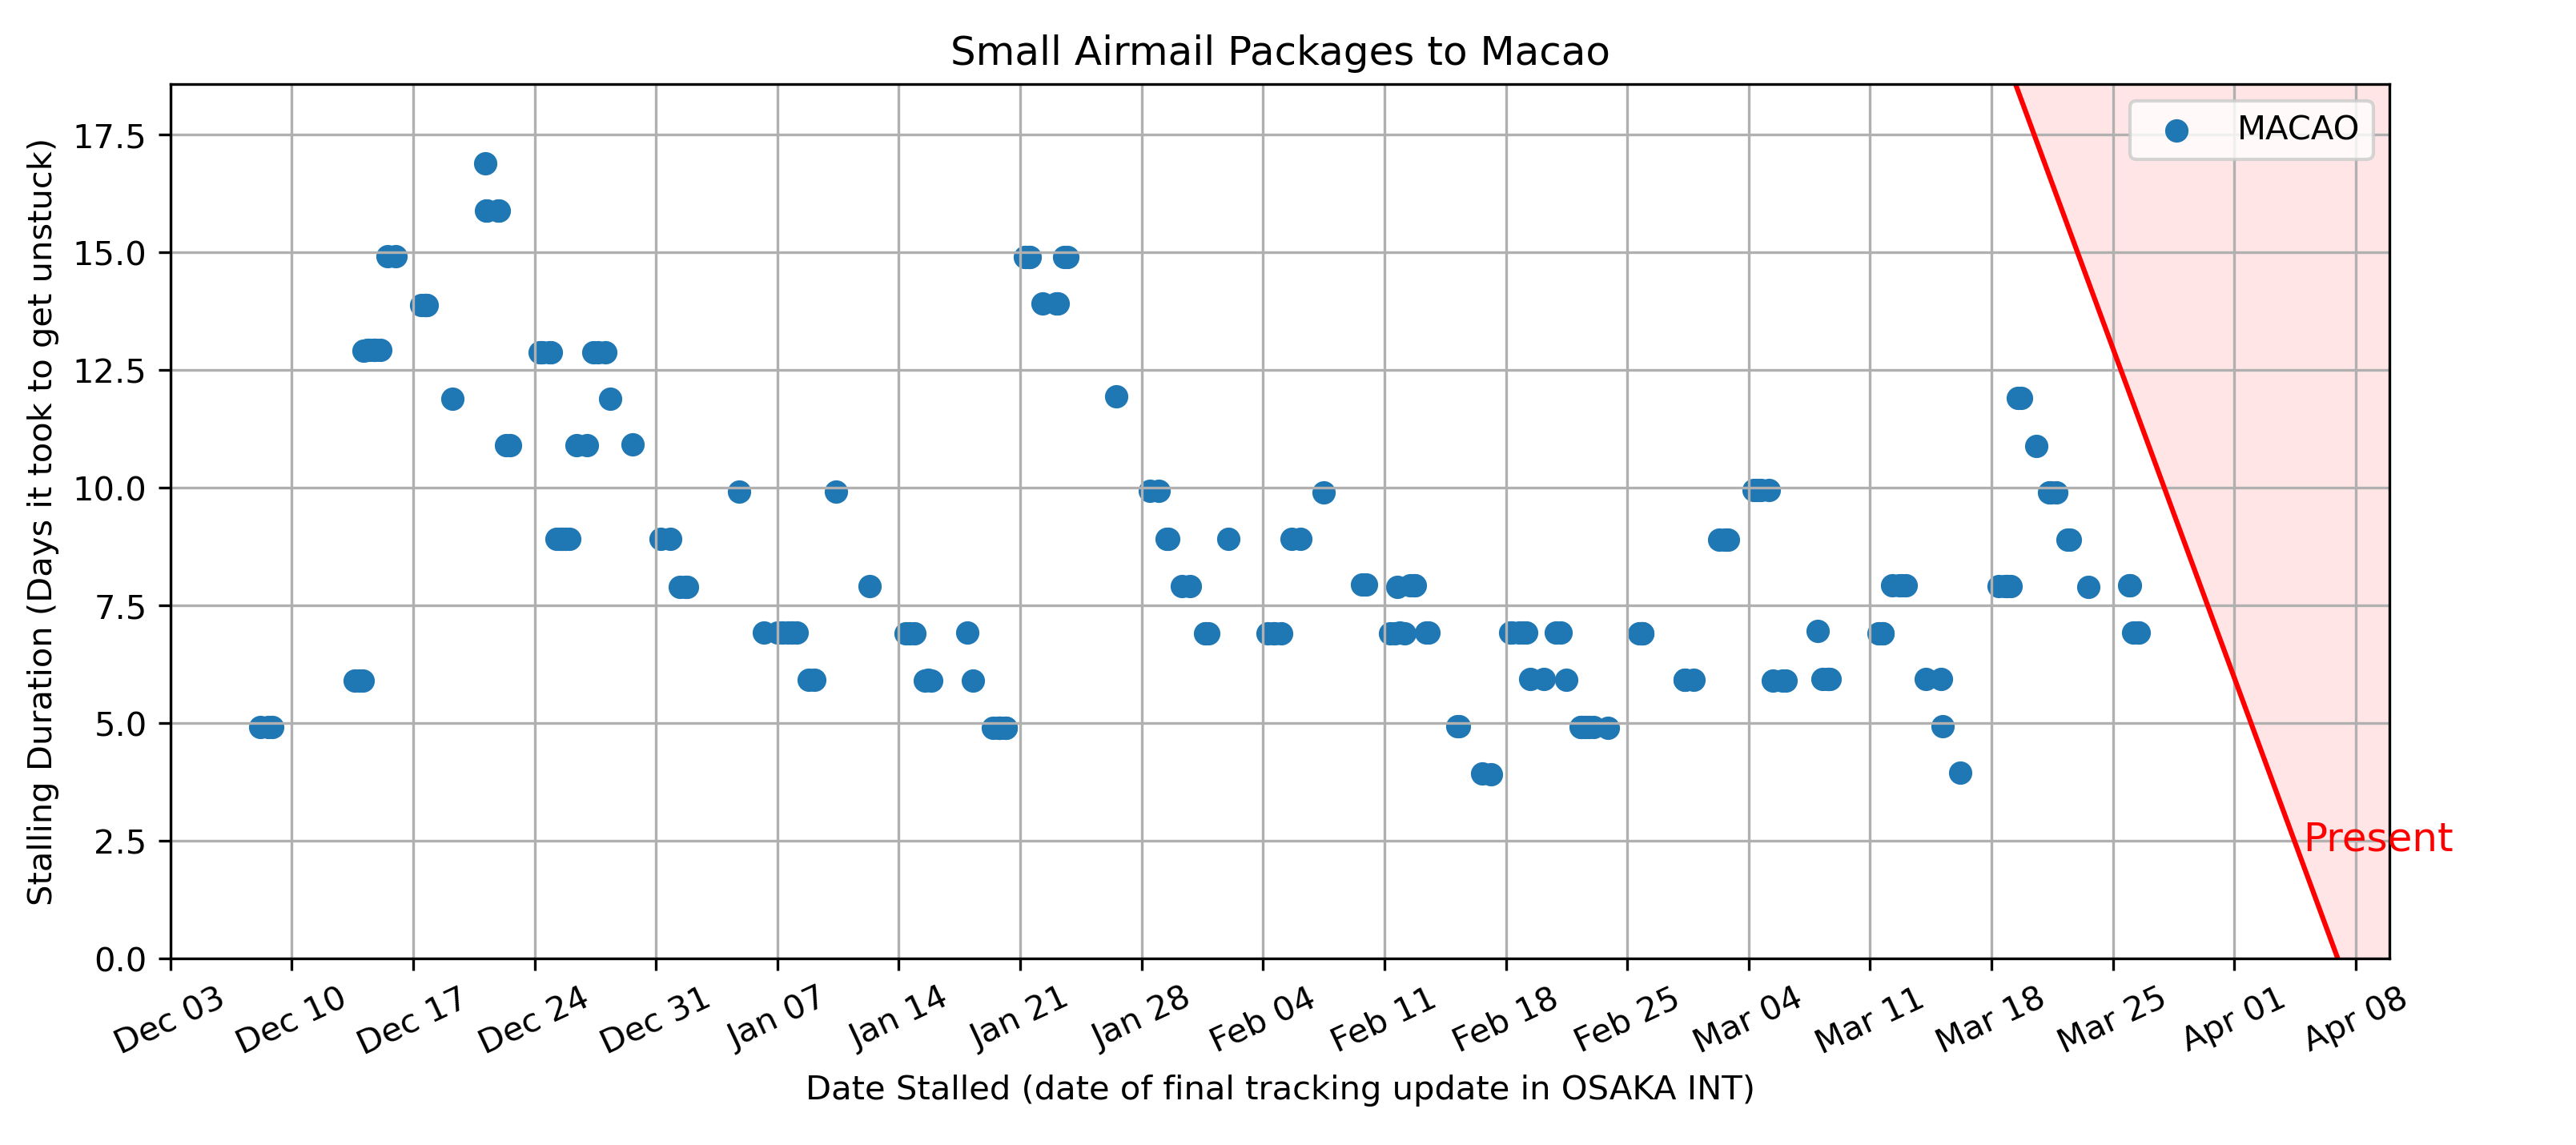 Small Airmail Packages to Macao
MACAO
17.5
15.0
12.5
10.0
7.5
5.0
2.5
0.0
Stalling Duration (Days it took to get unstuck)
Present
Dec 03
Dec 10
Dec 17
Dec 24
Dec 31
Jan 07
Jan 14
Jan 21
Jan 28
Feb 04
Feb 11
Feb 18
Feb 25
Mar 04
Mar 11
Mar 18
Mar 25
Apr 01
Apr 08
Date Stalled (date of final tracking update in OSAKA INT)